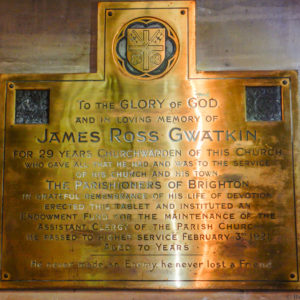 TO THE GLORY OF GOD
AND IN LOVING MEMORY OF
JAMES ROSS GWATKIN
FOR 29 YEARS CHURCHWARDEN OF THIS CHURCH
WHO GAVE ALL THAT HE HAD AND WAS TO THE SERVICE
OF HIS CHURCH AND HIS TOWN.
THE PARISHIONERS OF BRIGHTON
IN GRATEFUL REMEMBRANCE OF HIS LIFE OF DEVOTION
ERECTED THIS TABLET AND INSTITUTED AN
ENDOWMENT FUND FOR THE MAINTENANCE OF THE
ASSISTANT CLERGY OF THE PARISH CHURCH
HE PASSED TO HIGHER SERVICE FEBRUARY 3RD
AGED 70 YEARS
He never made an Enemy, he never lost a Friend